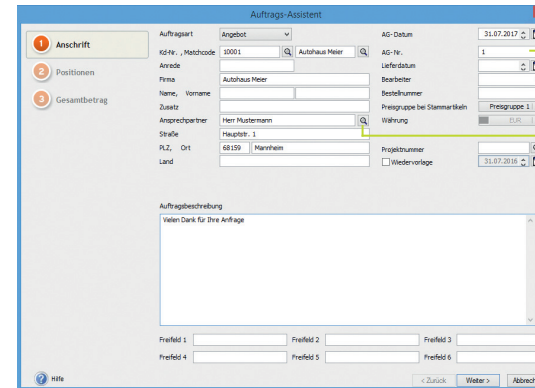 Auftrags-Assistent
1 Anschrift
2 Positionen
3 Gesamtbetrag
Auftragsart Angebot AG-Datum 31.07.2017
Kd-Nr. , Matchcode 10001 Autohaus Meier AG-Nr. 1
Anrede Lieferdatum
Firma Autohaus Meier Bearbeiter
Name, Vorname Bestellnummer
Zusatz Preisgruppe bei Stammartikeln Preisgruppe 1
Ansprechpartner Herr Mustermann Währung EUR
Straße Hauptstr. 1
PLZ, Ort 68159 Mannheim Projektnummer
Land Wiedervorlage 31.07.2016
Auftragsbeschreibung
Vielen Dank für Ihre Anfrage
Freifeld 1 Freifeld 2 Freifeld 3
Freifeld 4 Freifeld 5 Freifeld 6
? Hilfe < Zurück Weiter > Abbrech